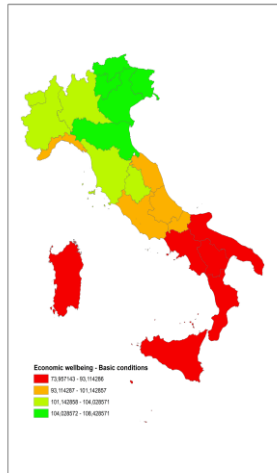 Economic wellbeing - Basic conditions
73,957143 - 93,114286
93,114287 - 101,142857
101,142858 - 104,028571
104,028572 - 108,428571